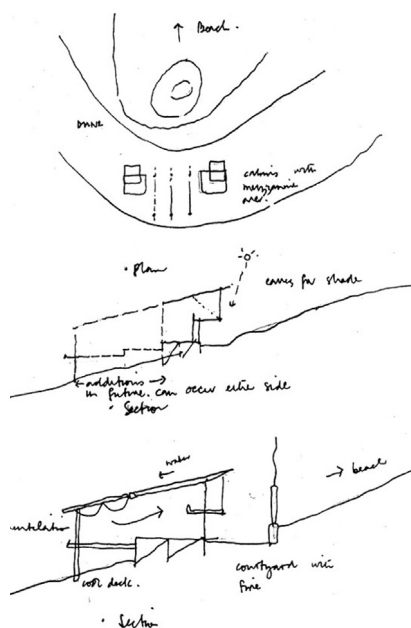 ↑ Beach.
DUNE
cabins with
mezzanine
area.
• Plan
eaves for shade
← additions →
in future. can occur either side
• Section
← water
→ beach
ventilation
cool deck.
courtyard with
fire
• Section